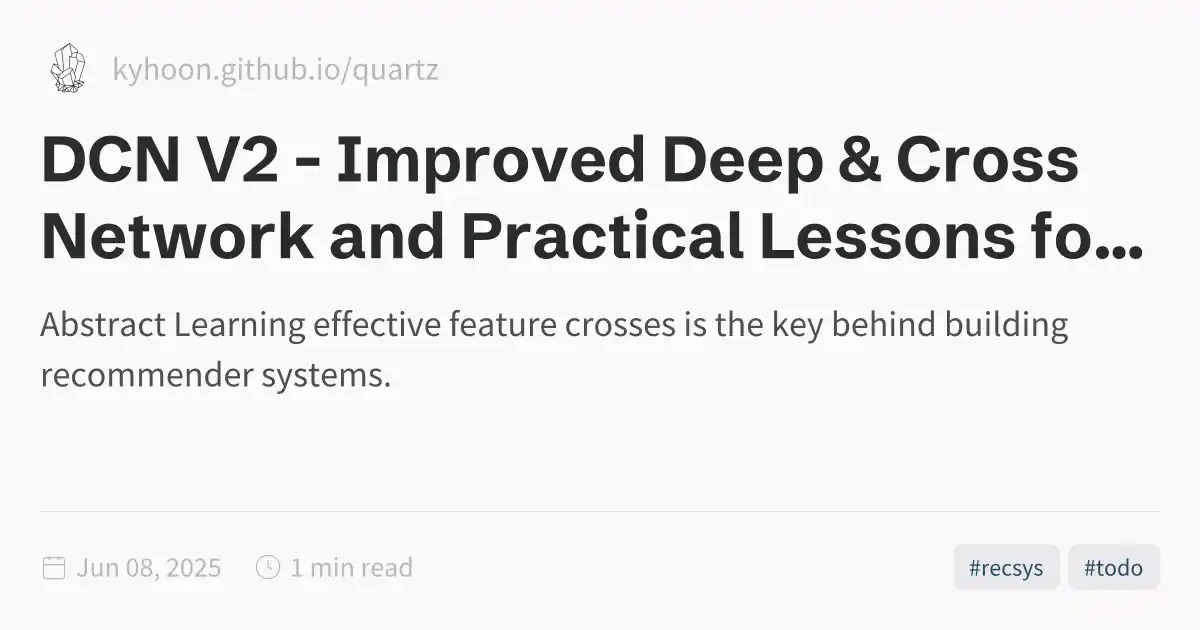 kyhoon.github.io/quartz
DCN V2 - Improved Deep & Cross
Network and Practical Lessons fo...
Abstract Learning effective feature crosses is the key behind building
recommender systems.
Jun 08, 2025
1 min read
#recsys
#todo